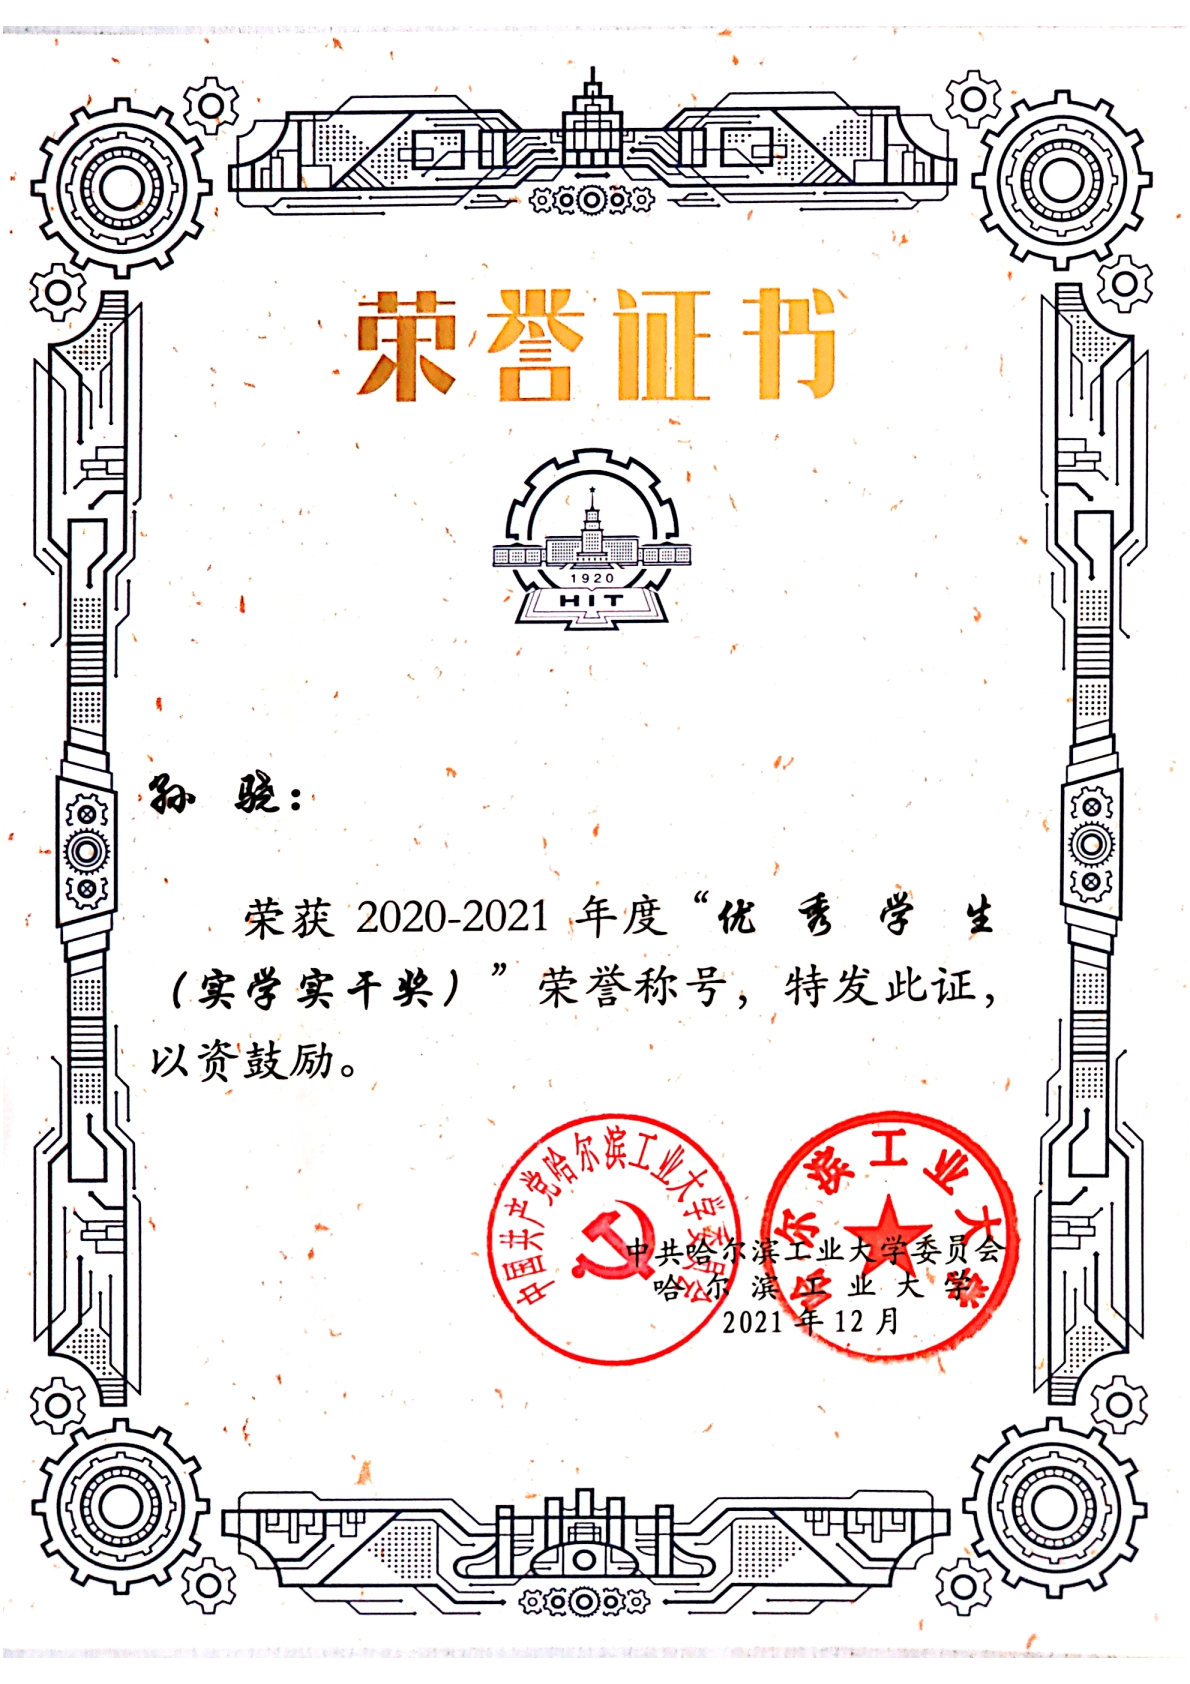 荣誉证书
1920
HIT
孙 骁：
荣获 2020-2021 年度“优 秀 学 生
（实学实干奖）”荣誉称号，特发此证，
以资鼓励。
中国共产党哈尔滨工业大学委员会
哈尔滨工业大学
中共哈尔滨工业大学委员会
哈 尔 滨 工 业 大 学
2021 年 12 月